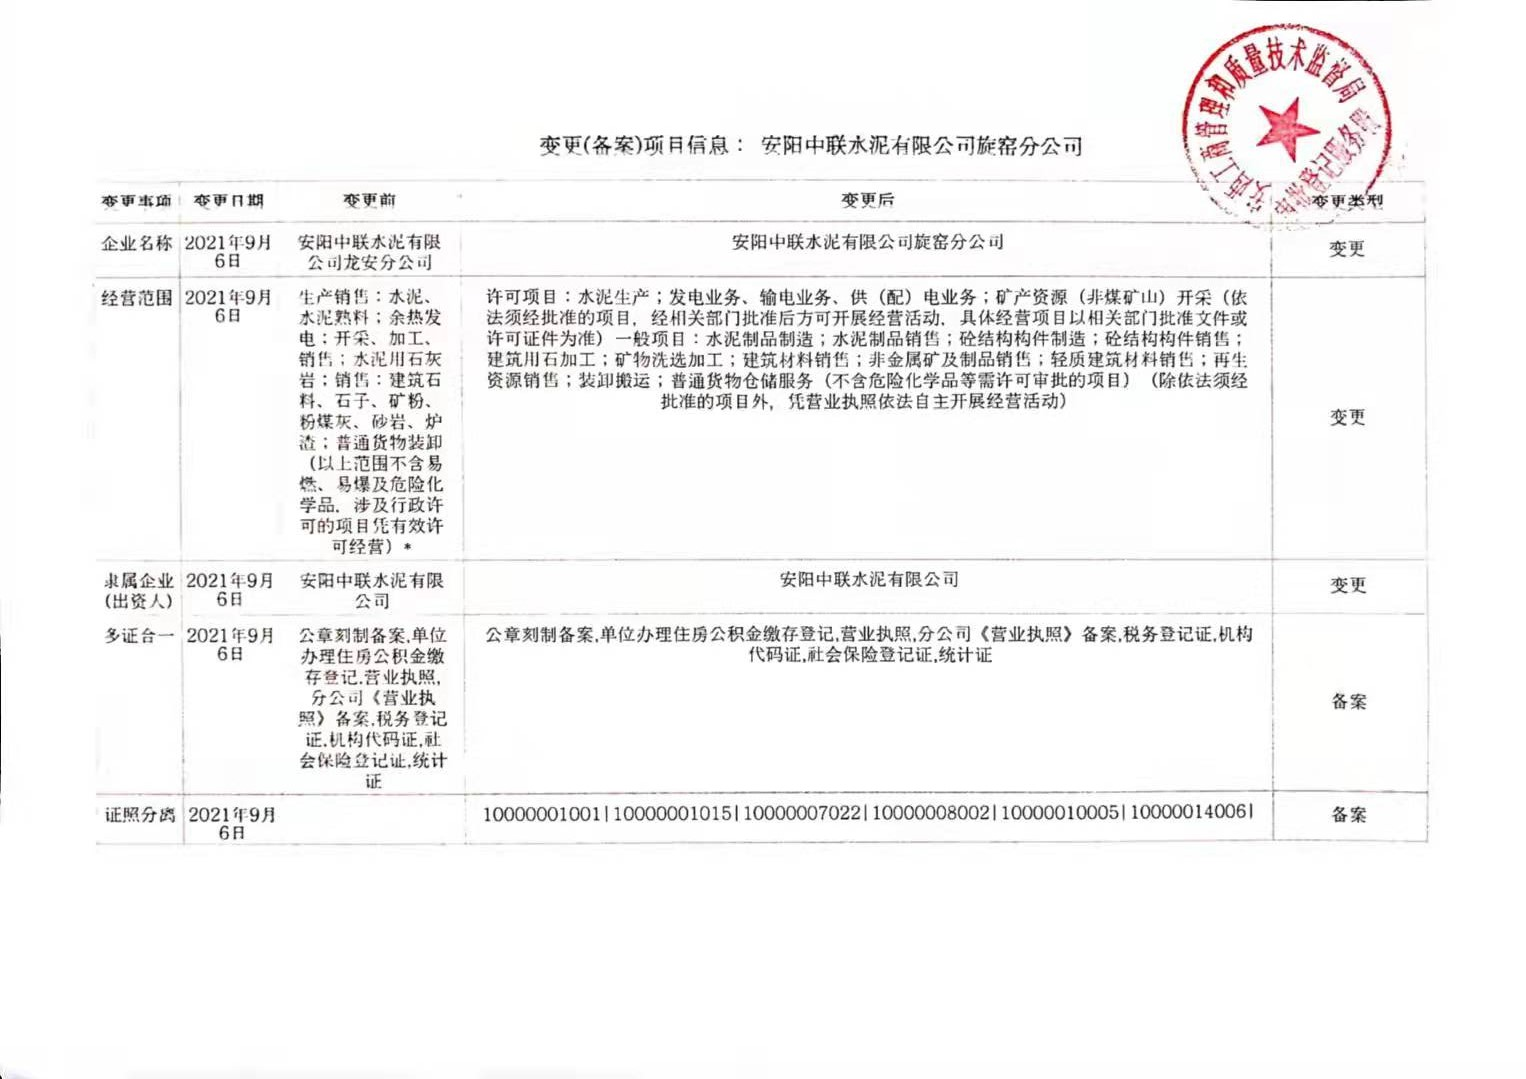 工商管理和质量技术监督局
变更(备案)项目信息： 安阳中联水泥有限公司旋窑分公司
变更事项 变更日期 变更前 变更后 变更类型
企业名称 2021年9月 安阳中联水泥有限 安阳中联水泥有限公司旋窑分公司 变更
6日 公司龙安分公司
经营范围 2021年9月 生产销售：水泥、 许可项目：水泥生产；发电业务、输电业务、供（配）电业务；矿产资源（非煤矿山）开采（依
6日 水泥熟料；余热发 法须经批准的项目，经相关部门批准后方可开展经营活动，具体经营项目以相关部门批准文件或
电；开采、加工、 许可证件为准）一般项目：水泥制品制造；水泥制品销售；砼结构构件制造；砼结构构件销售；
销售；水泥用石灰 建筑用石加工；矿物洗选加工；建筑材料销售；非金属矿及制品销售；轻质建筑材料销售；再生
岩；销售：建筑石 资源销售；装卸搬运；普通货物仓储服务（不含危险化学品等需许可审批的项目）（除依法须经
料、石子、矿粉、 批准的项目外，凭营业执照依法自主开展经营活动）
粉煤灰、砂岩、炉 变更
渣；普通货物装卸
（以上范围不含易
燃、易爆及危险化
学品，涉及行政许
可的项目凭有效许
可经营）*
隶属企业 2021年9月 安阳中联水泥有限 安阳中联水泥有限公司 变更
(出资人) 6日 公司
多证合一 2021年9月 公章刻制备案,单位 公章刻制备案,单位办理住房公积金缴存登记,营业执照,分公司《营业执照》备案,税务登记证,机构
6日 办理住房公积金缴 代码证,社会保险登记证,统计证
存登记,营业执照,
分公司《营业执
照》备案,税务登记 备案
证,机构代码证,社
会保险登记证,统计
证
证照分离 2021年9月 10000001001|10000001015|10000007022|10000008002|10000010005|10000014006| 备案
6日